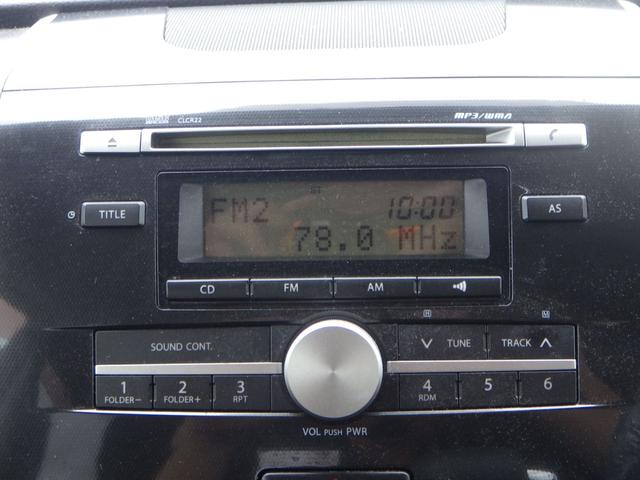 CLCR22 MP3/WMA
TITLE
ST
FM2 10:00
78.0 MHz
AS
CD FM AM
SOUND CONT.
R M
TUNE TRACK
1 2 3 4 5 6
FOLDER− FOLDER+ RPT RDM
VOL PUSH PWR